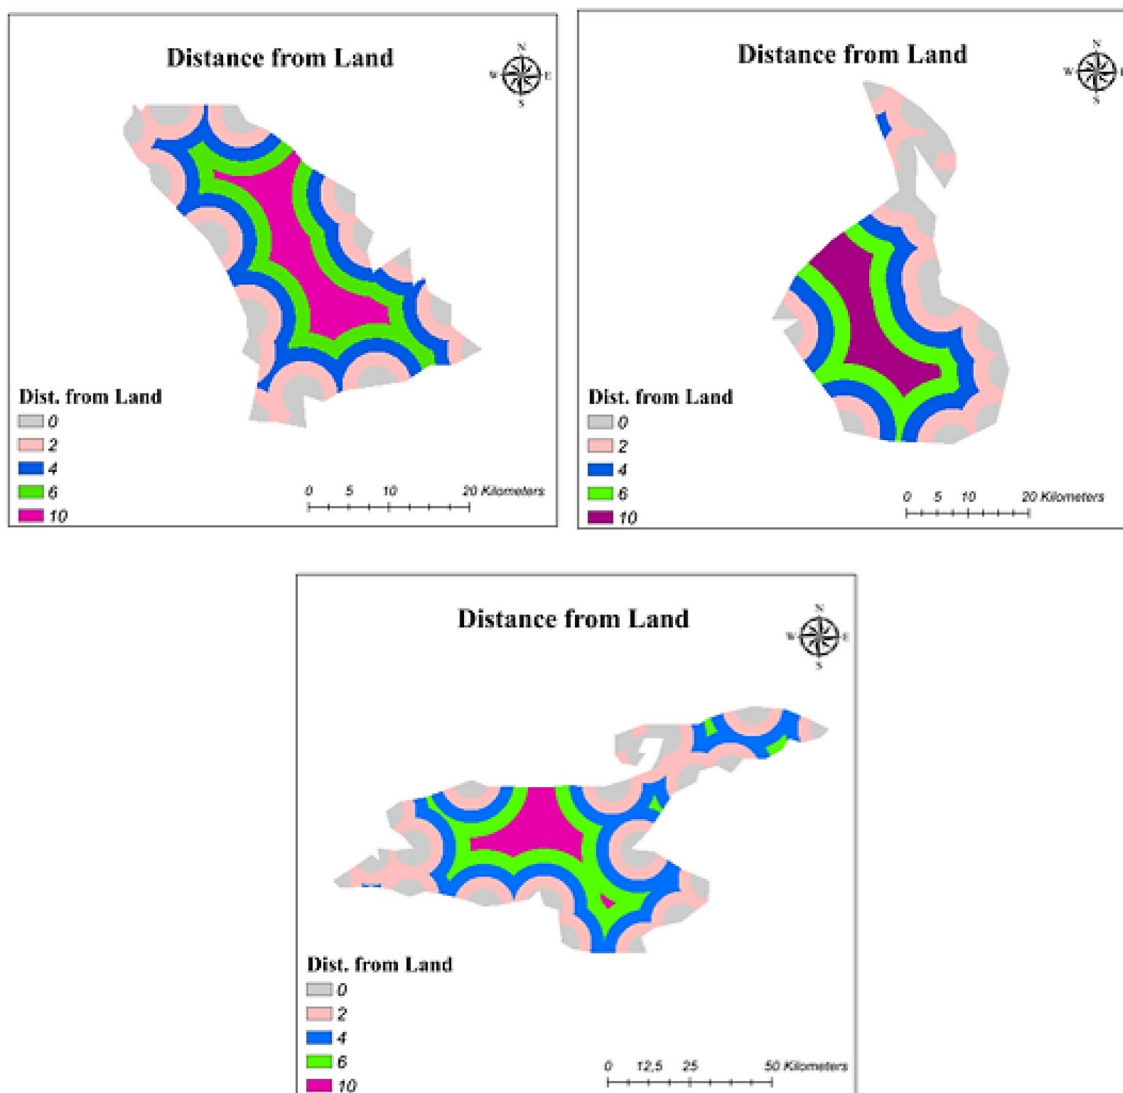 Distance from Land
N
W E
S
Dist. from Land
0
2
4
6
10
0 5 10 20 Kilometers
Distance from Land
N
W E
S
Dist. from Land
0
2
4
6
10
0 5 10 20 Kilometers
Distance from Land
N
W E
S
Dist. from Land
0
2
4
6
10
0 12,5 25 50 Kilometers